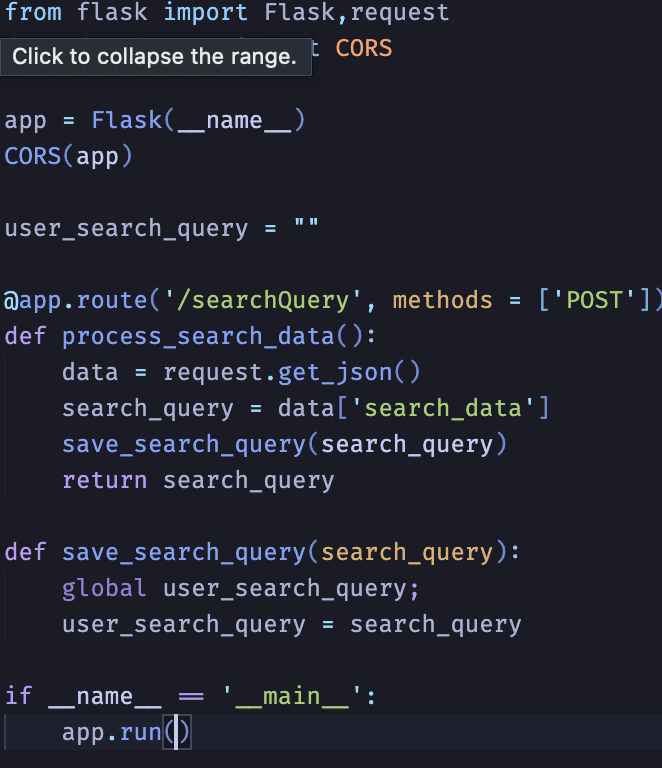 from flask import Flask,request
CORS
Click to collapse the range.
app = Flask(__name__)
CORS(app)
user_search_query = ""
@app.route('/searchQuery', methods = ['POST'])
def process_search_data():
    data = request.get_json()
    search_query = data['search_data']
    save_search_query(search_query)
    return search_query
def save_search_query(search_query):
    global user_search_query;
    user_search_query = search_query
if __name__ == '__main__':
    app.run()